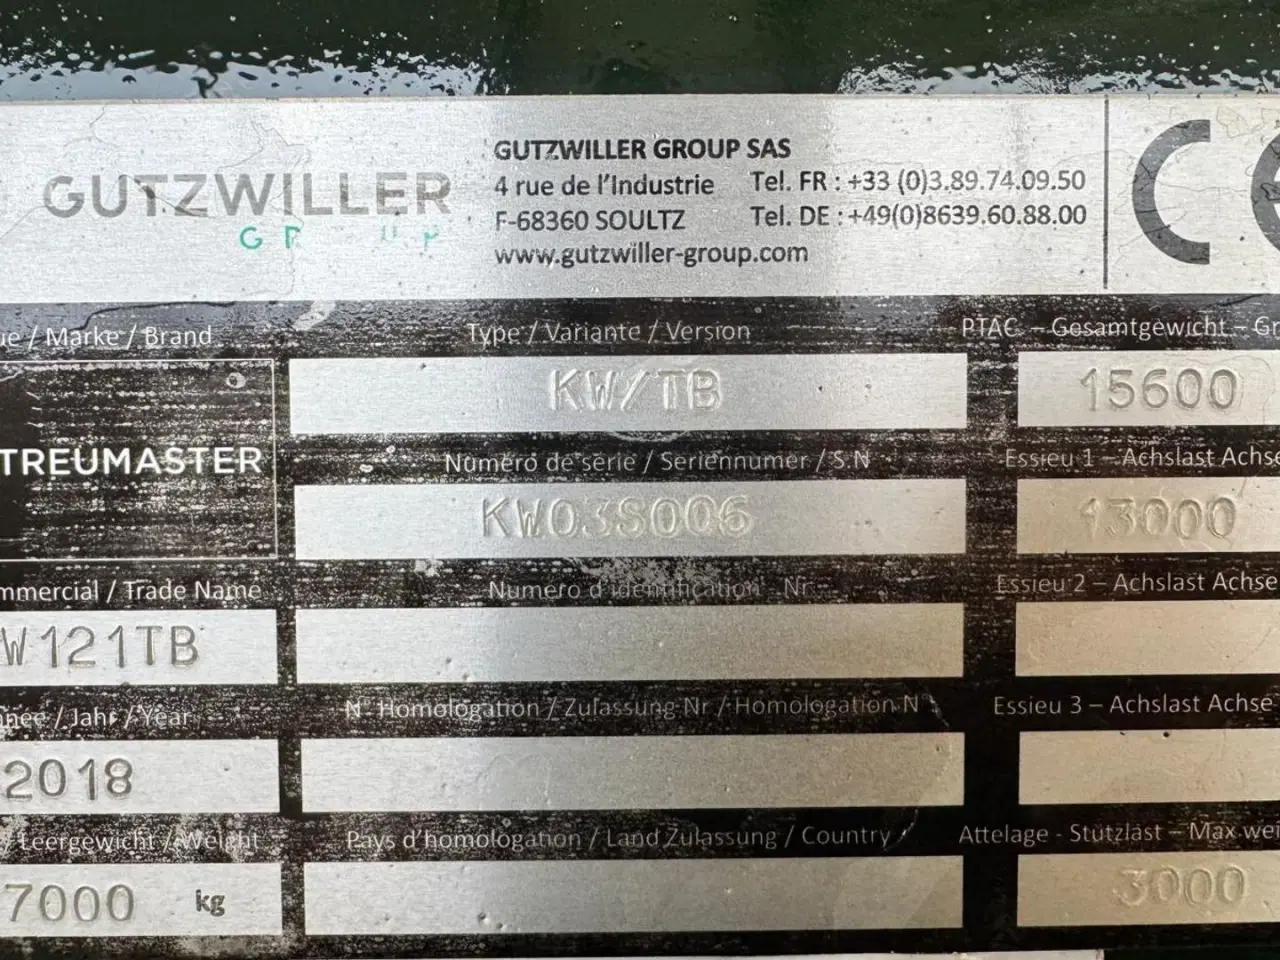 GUTZWILLER
GUTZWILLER GROUP SAS
4 rue de l'Industrie Tel. FR : +33 (0)3.89.74.09.50
F-68360 SOULTZ Tel. DE : +49(0)8639.60.88.00
www.gutzwiller-group.com
CE
/ Marke / Brand
TREUMASTER
mmercial / Trade Name
W121TB
/ Jahr / Year
2018
/ Leergewicht / Weight
7000 kg
Type / Variante / Version
KW/TB
Numéro de série / Seriennumer / S.N
KW03S006
Numéro d'identification Nr
N° Homologation / Zulassung Nr / Homologation N°
Pays d'homologation / Land Zulassung / Country
PTAC – Gesamtgewicht –
15600
Essieu 1 – Achslast Achse
13000
Essieu 2 – Achslast Achse
Essieu 3 – Achslast Achse
Attelage - Stützlast – Max wei
3000